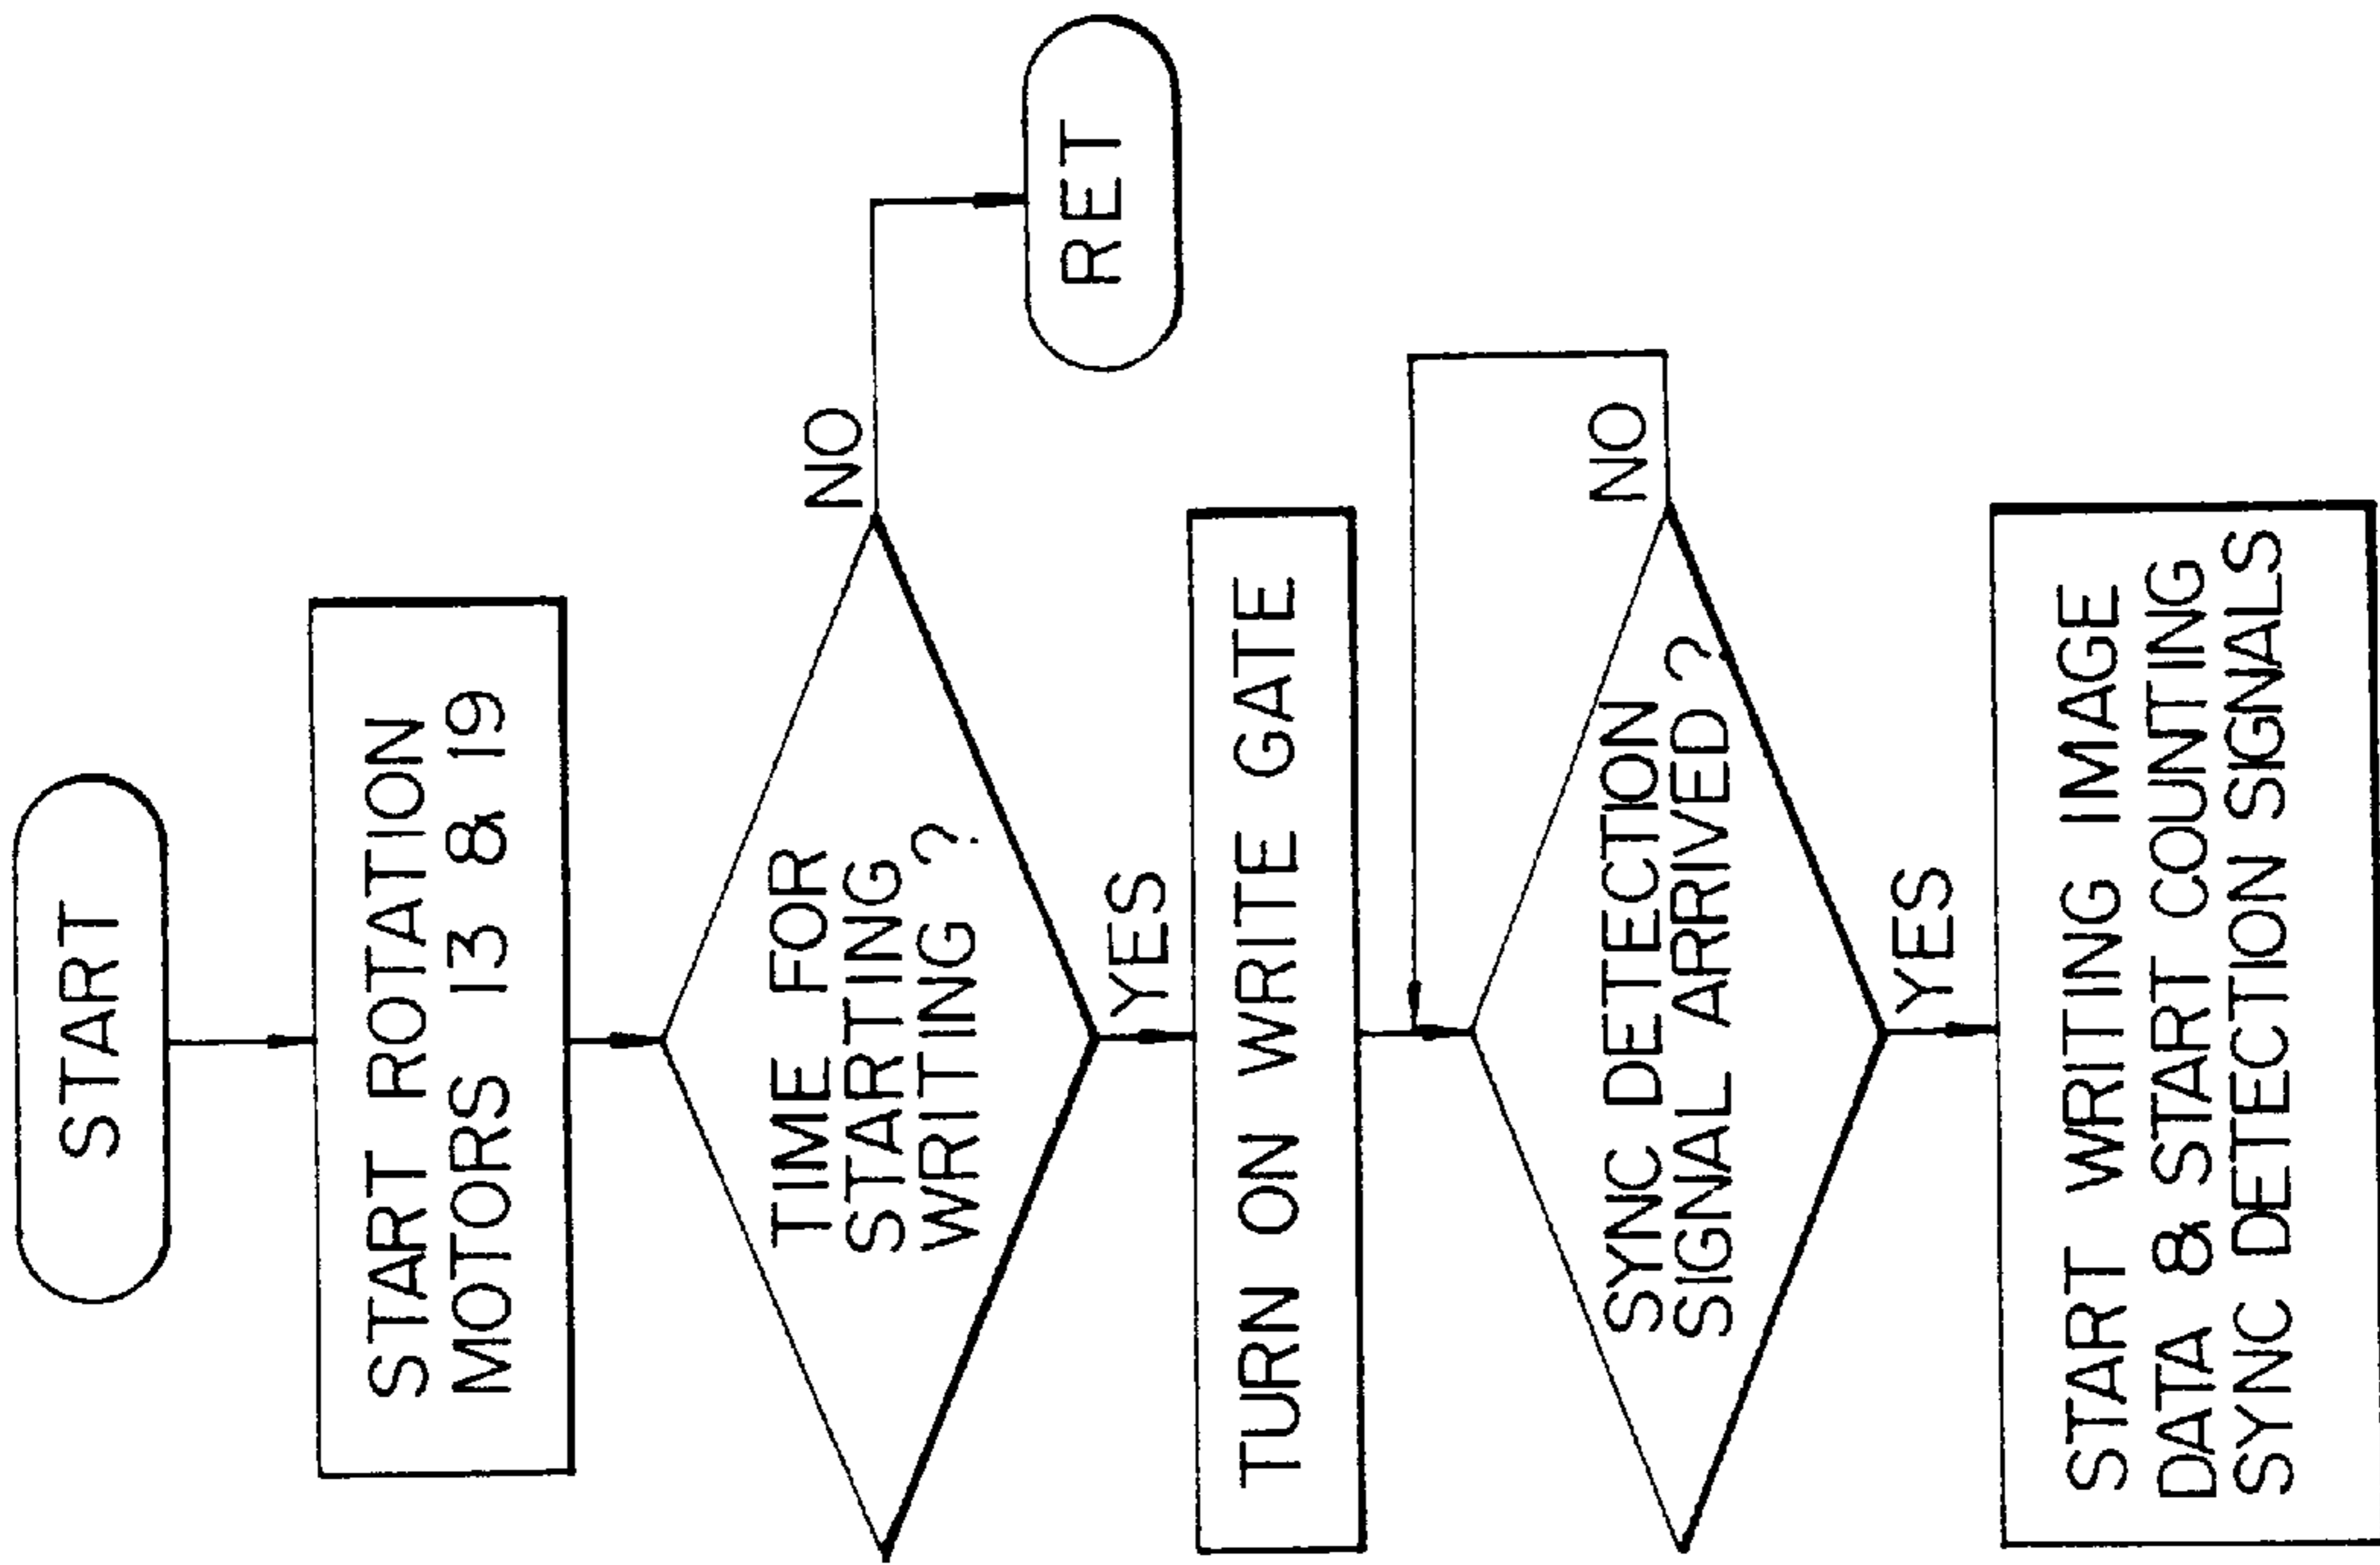 START
START ROTATION
MOTORS 13 & 19
TIME FOR
STARTING
WRITING ?
NO
RET
YES
TURN ON WRITE GATE
SYNC DETECTION
SIGNAL ARRIVED ?
NO
YES
START WRITING IMAGE
DATA & START COUNTING
SYNC DETECTION SIGNALS